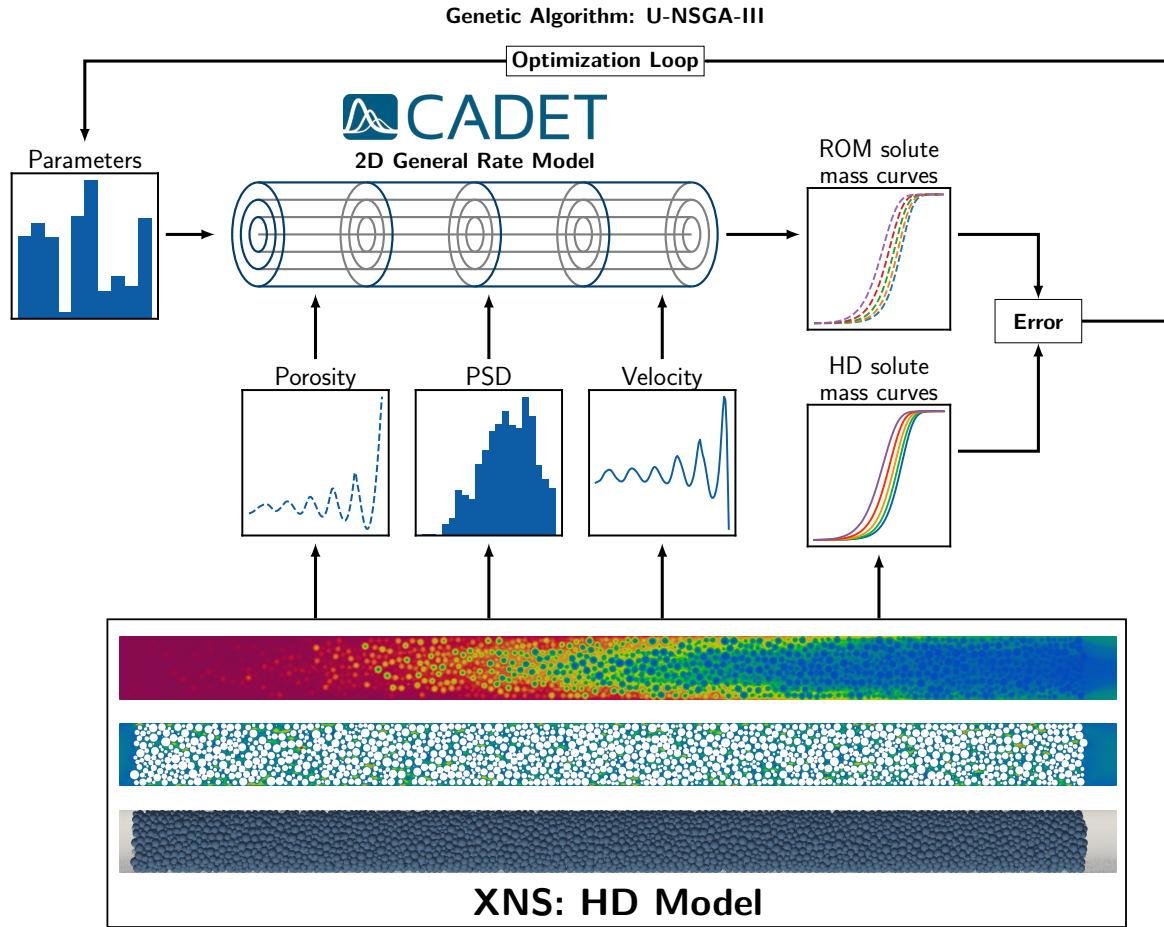 Genetic Algorithm: U-NSGA-III
Optimization Loop
CADET
2D General Rate Model
Parameters
ROM solute
mass curves
Error
Porosity
PSD
Velocity
HD solute
mass curves
XNS: HD Model